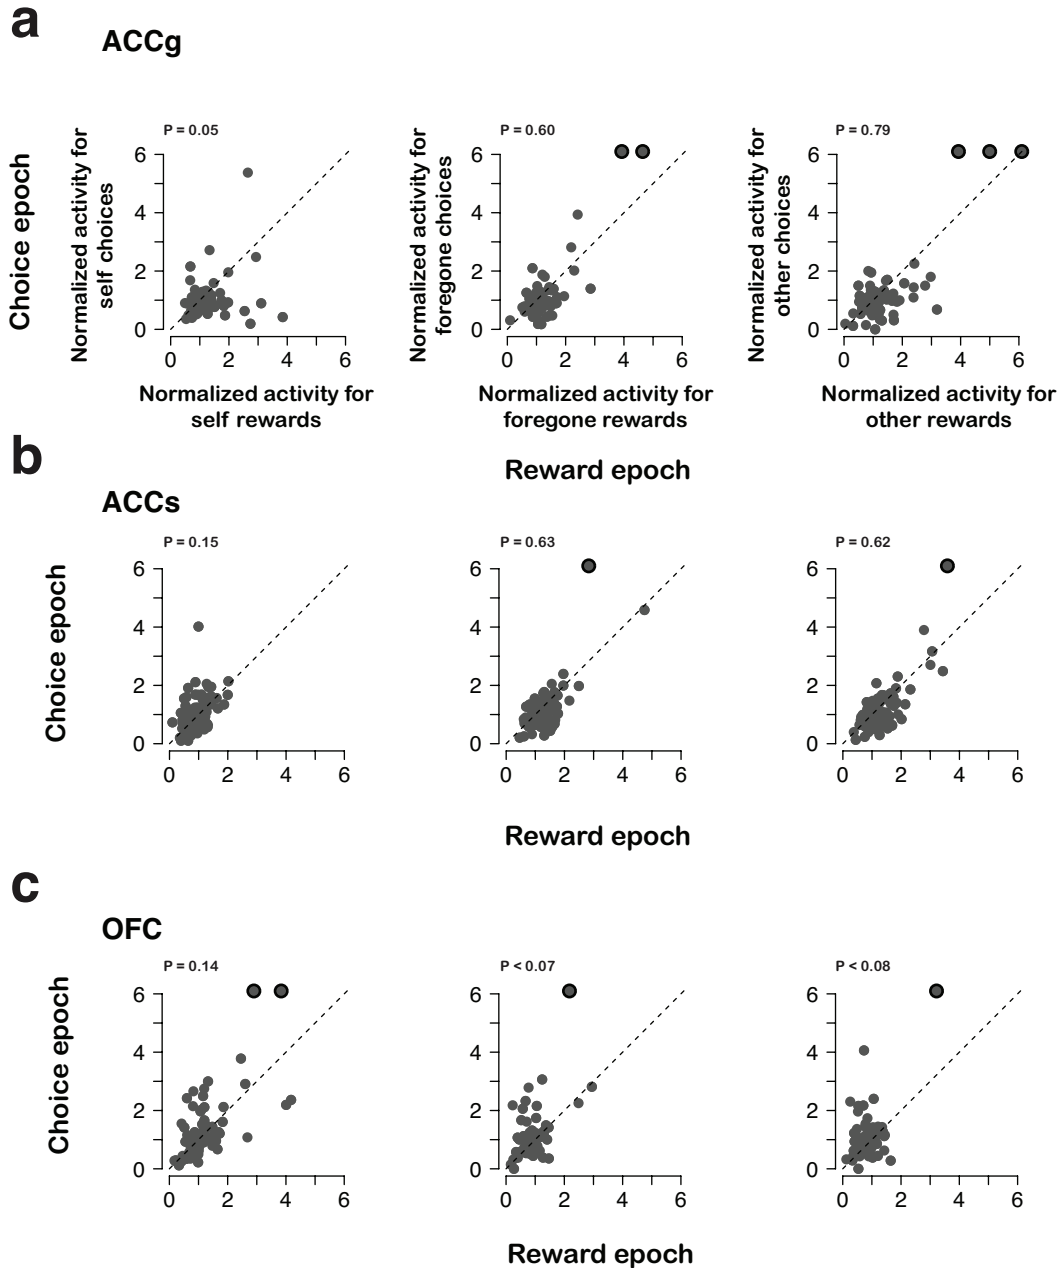 a
ACCg
P = 0.05
P = 0.60
P = 0.79
Choice epoch
Normalized activity for
self choices
6
4
2
0
0 2 4 6
Normalized activity for
self rewards
Normalized activity for
foregone choices
6
4
2
0
0 2 4 6
Normalized activity for
foregone rewards
Normalized activity for
other choices
6
4
2
0
0 2 4 6
Normalized activity for
other rewards
Reward epoch
b
ACCs
P = 0.15
P = 0.63
P = 0.62
Choice epoch
6
4
2
0
0 2 4 6
6
4
2
0
0 2 4 6
6
4
2
0
0 2 4 6
Reward epoch
c
OFC
P = 0.14
P < 0.07
P < 0.08
Choice epoch
6
4
2
0
0 2 4 6
6
4
2
0
0 2 4 6
6
4
2
0
0 2 4 6
Reward epoch